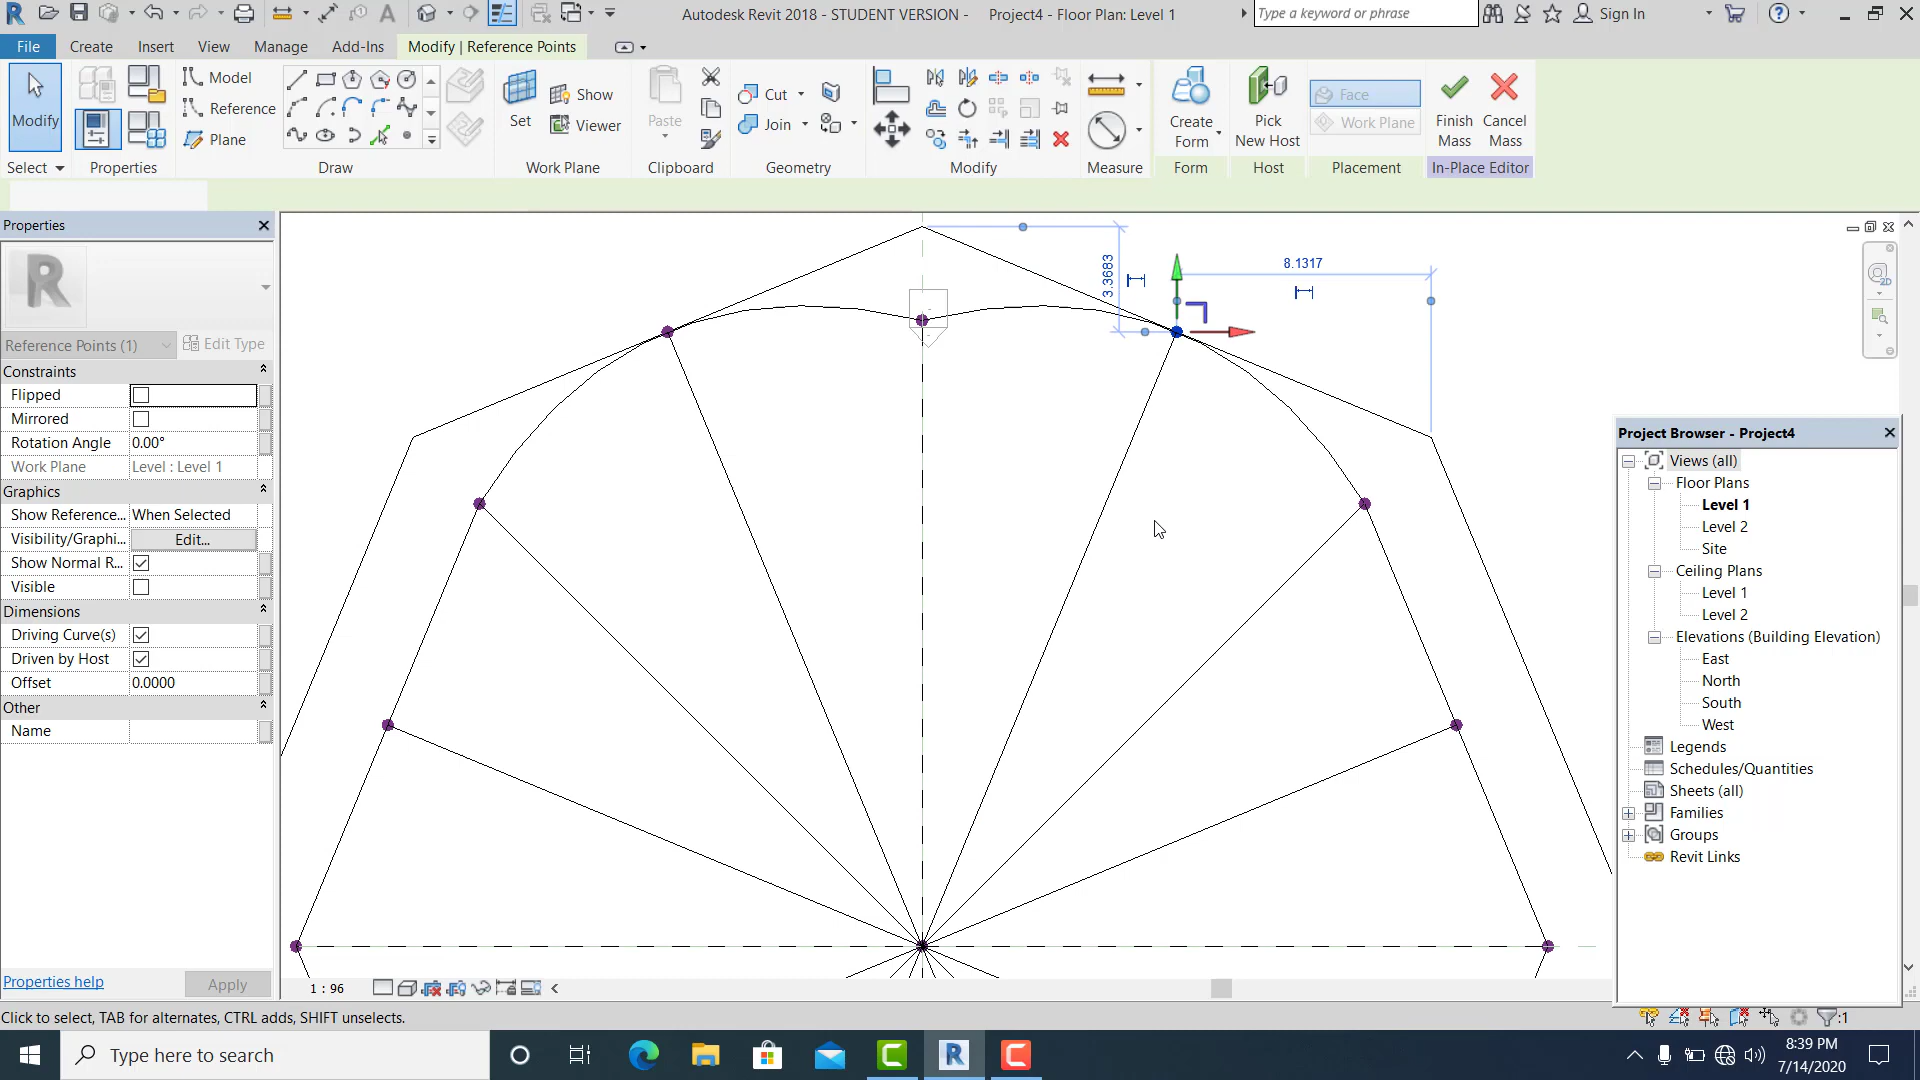 Autodesk Revit 2018 - STUDENT VERSION -    Project4 - Floor Plan: Level 1
Type a keyword or phrase
Sign In
File
Create
Insert
View
Manage
Add-Ins
Modify | Reference Points
Modify
Select
Properties
Model
Reference
Plane
Draw
Set
Show
Viewer
Work Plane
Paste
Clipboard
Cut
Join
Geometry
Modify
Measure
Create
Form
Form
Pick
New Host
Host
Face
Work Plane
Placement
Finish
Mass
Cancel
Mass
In-Place Editor
Properties
R
Reference Points (1)
Edit Type
Constraints
Flipped
Mirrored
Rotation Angle 0.00°
Work Plane Level : Level 1
Graphics
Show Reference... When Selected
Visibility/Graphi... Edit...
Show Normal R...
Visible
Dimensions
Driving Curve(s)
Driven by Host
Offset 0.0000
Other
Name
Properties help
Apply
3.3683
8.1317
2D
Project Browser - Project4
Views (all)
Floor Plans
Level 1
Level 2
Site
Ceiling Plans
Level 1
Level 2
Elevations (Building Elevation)
East
North
South
West
Legends
Schedules/Quantities
Sheets (all)
Families
Groups
Revit Links
1 : 96
Click to select, TAB for alternates, CTRL adds, SHIFT unselects.
:1
Type here to search
8:39 PM
7/14/2020